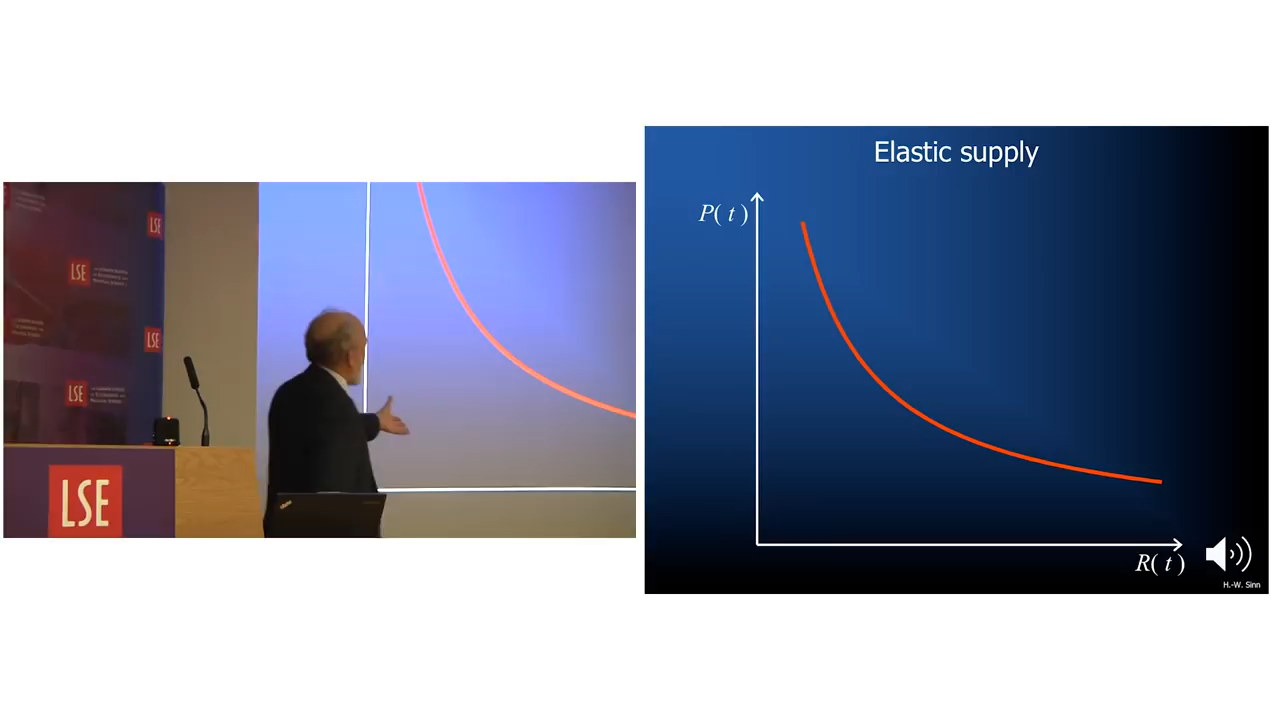 LSE
LSE
LSE
LSE
LSE
Elastic supply
P( t )
R( t )
H.-W. Sinn